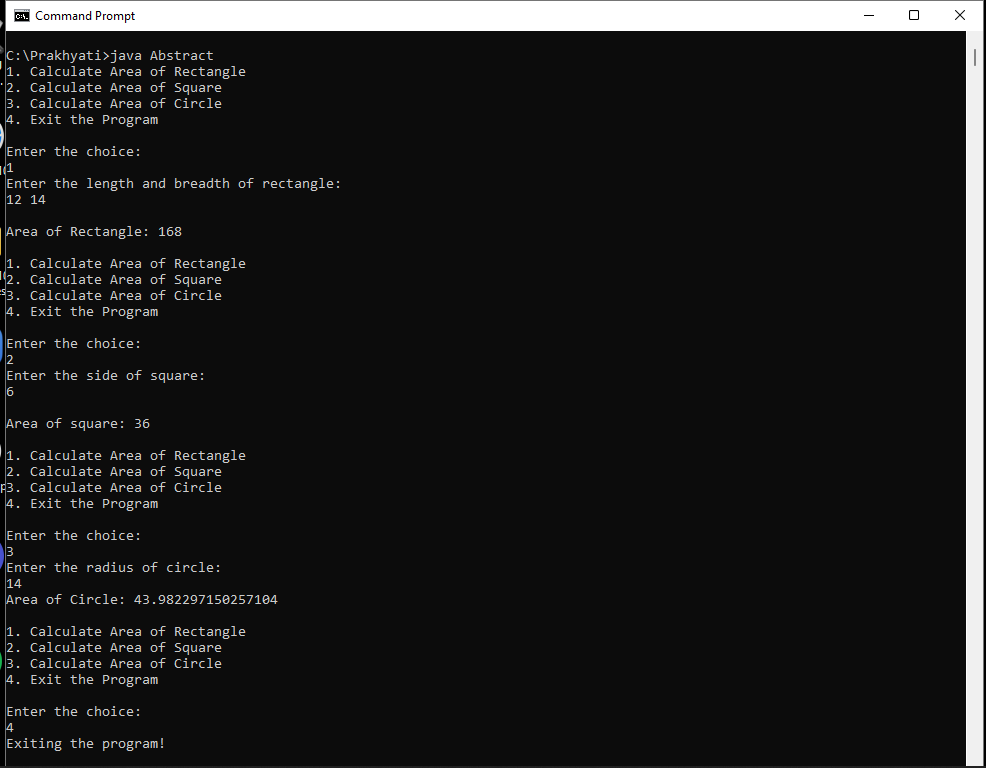 Command Prompt
C:\Prakhyati>java Abstract
1. Calculate Area of Rectangle
2. Calculate Area of Square
3. Calculate Area of Circle
4. Exit the Program
Enter the choice:
1
Enter the length and breadth of rectangle:
12 14
Area of Rectangle: 168
1. Calculate Area of Rectangle
2. Calculate Area of Square
3. Calculate Area of Circle
4. Exit the Program
Enter the choice:
2
Enter the side of square:
6
Area of square: 36
1. Calculate Area of Rectangle
2. Calculate Area of Square
3. Calculate Area of Circle
4. Exit the Program
Enter the choice:
3
Enter the radius of circle:
14
Area of Circle: 43.982297150257104
1. Calculate Area of Rectangle
2. Calculate Area of Square
3. Calculate Area of Circle
4. Exit the Program
Enter the choice:
4
Exiting the program!